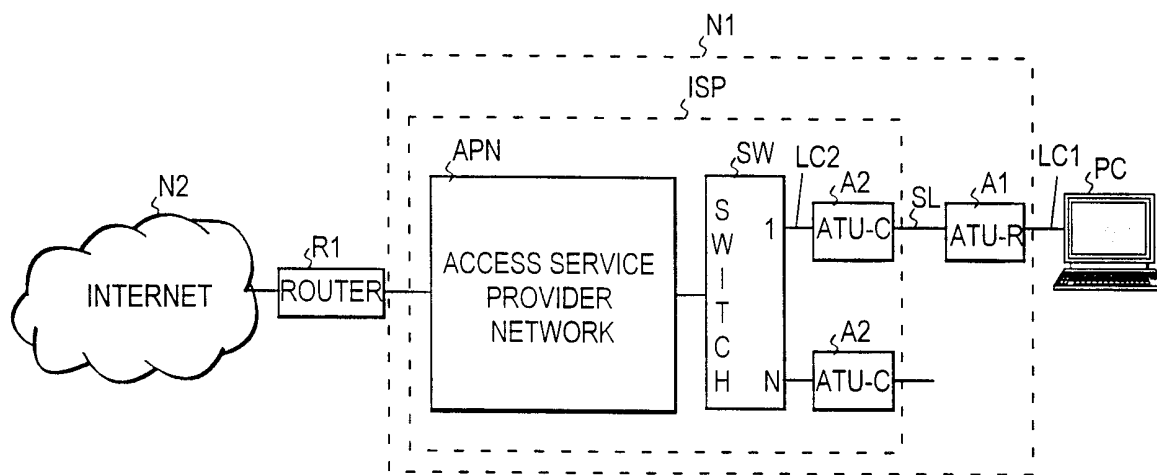 N1
ISP
APN
SW
LC2
A2
SL
A1
LC1
PC
N2
R1
INTERNET
ROUTER
ACCESS SERVICE
PROVIDER
NETWORK
SWITCH
1
N
ATU-C
ATU-R
A2
ATU-C